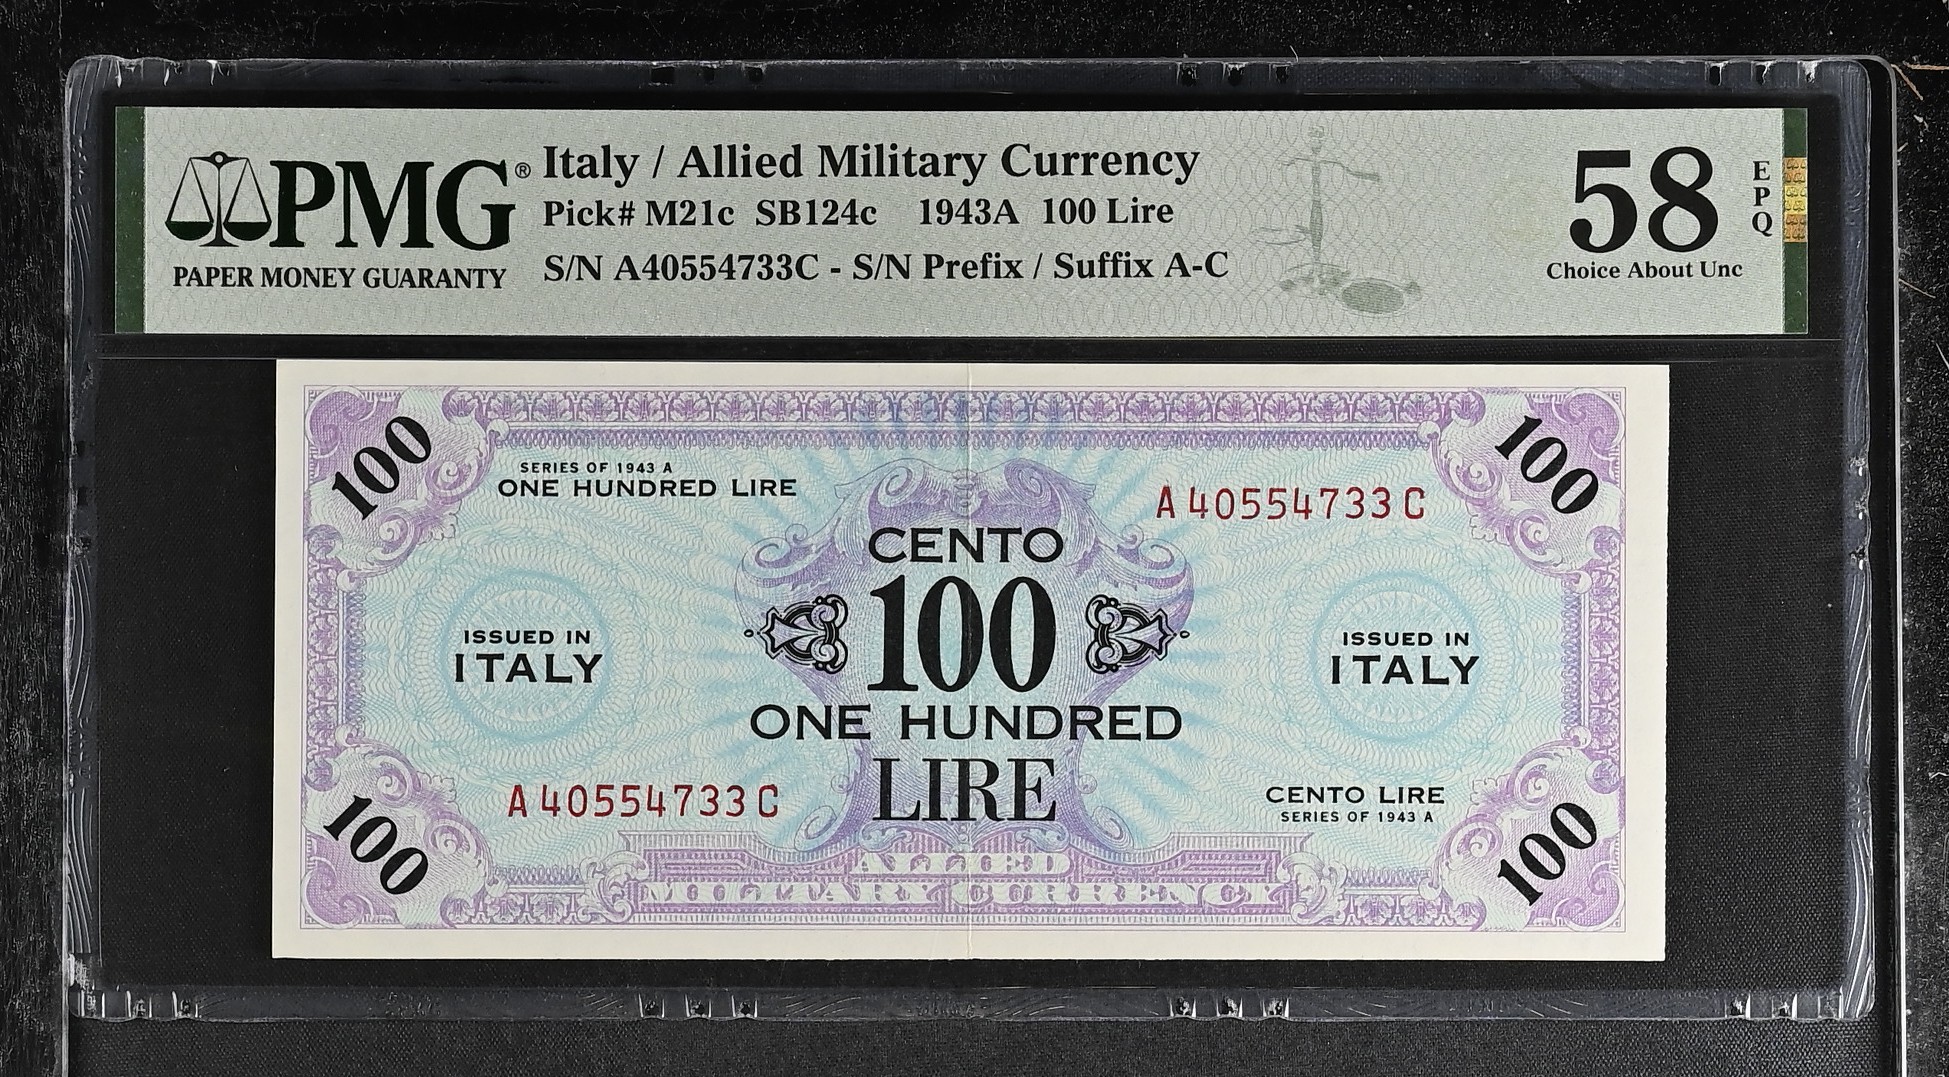 PMG®
PAPER MONEY GUARANTY
Italy / Allied Military Currency
Pick# M21c SB124c 1943A 100 Lire
S/N A40554733C - S/N Prefix / Suffix A-C
58
EPQ
Choice About Unc
100
100
SERIES OF 1943 A
ONE HUNDRED LIRE
A40554733C
CENTO
100
ISSUED IN
ITALY
ISSUED IN
ITALY
ONE HUNDRED
LIRE
A40554733C
CENTO LIRE
SERIES OF 1943 A
100
100
ALLIED
MILITARY CURRENCY